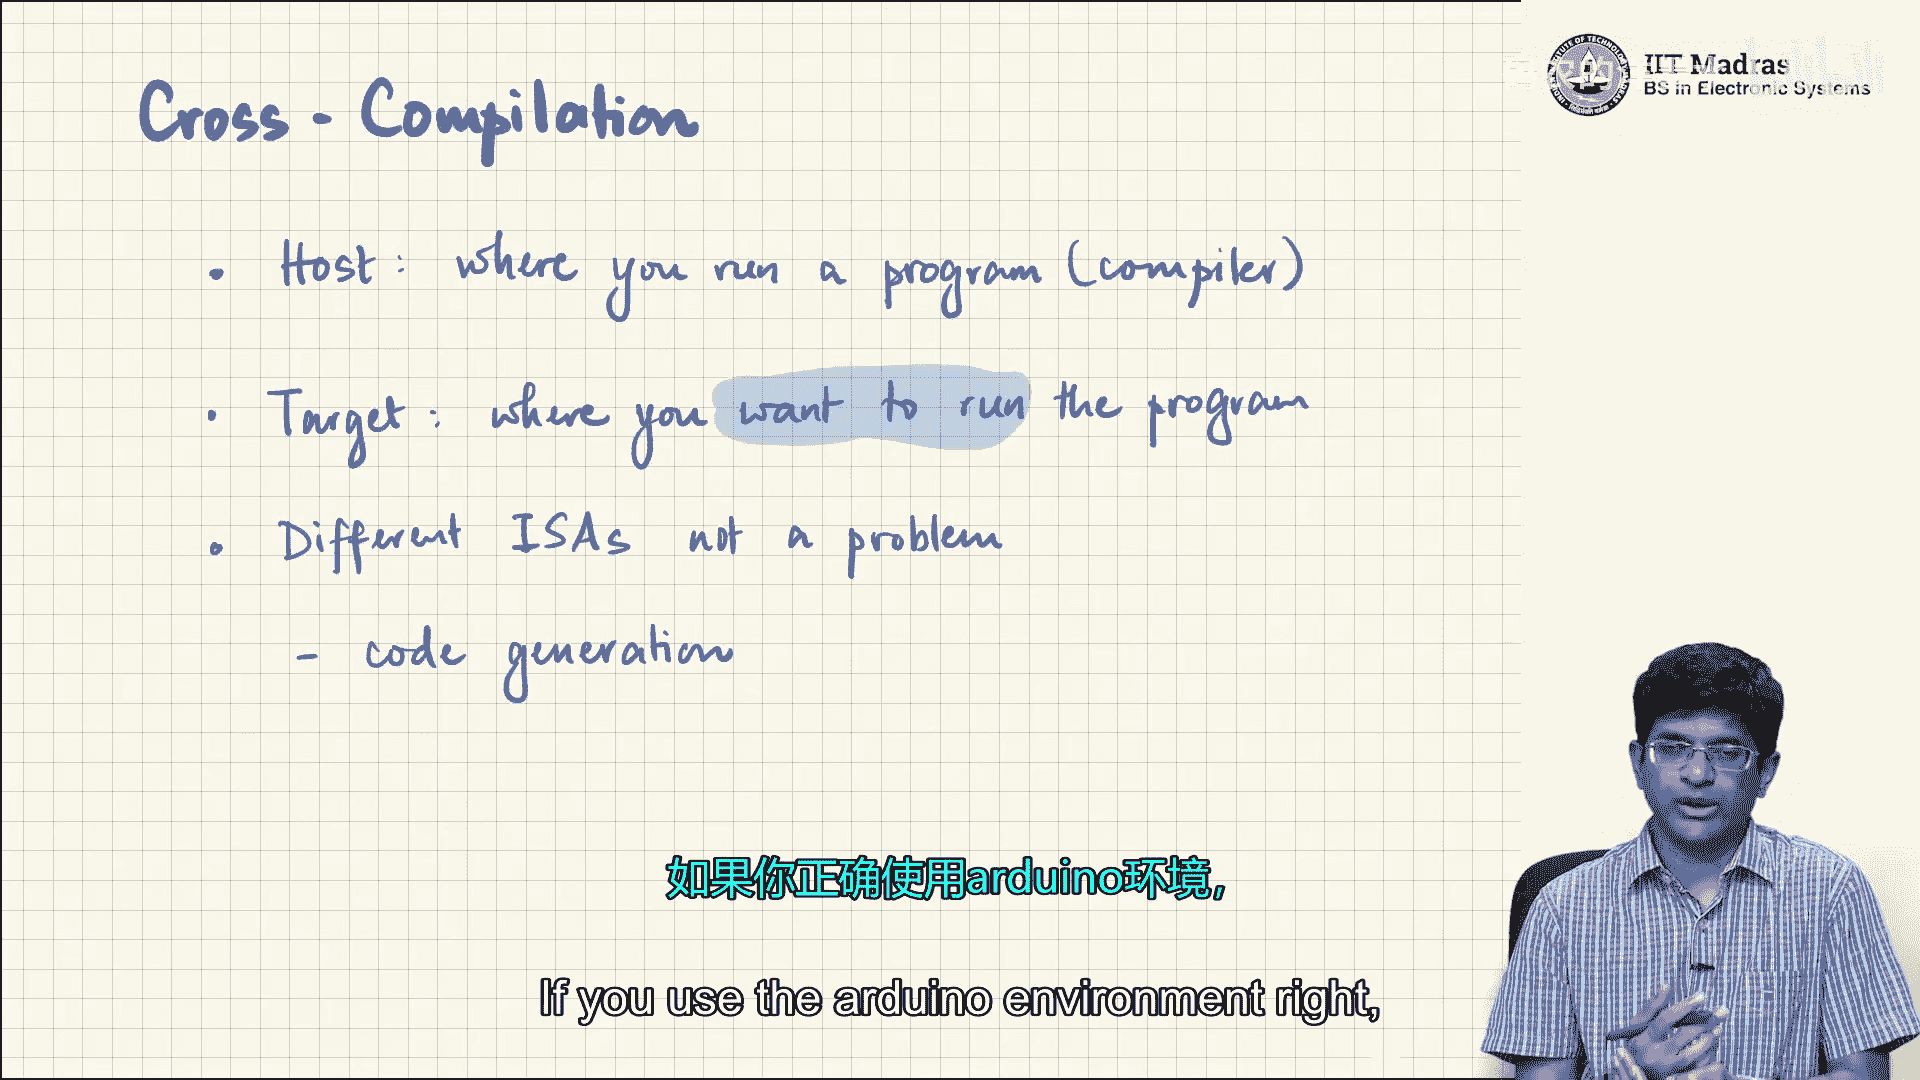 Cross - Compilation
IIT Madras
BS in Electronic Systems
• Host : where you run a program (compiler)
• Target : where you want to run the program
• Different ISAs not a problem
- code generation
如果你正确使用arduino环境,
If you use the arduino environment right,